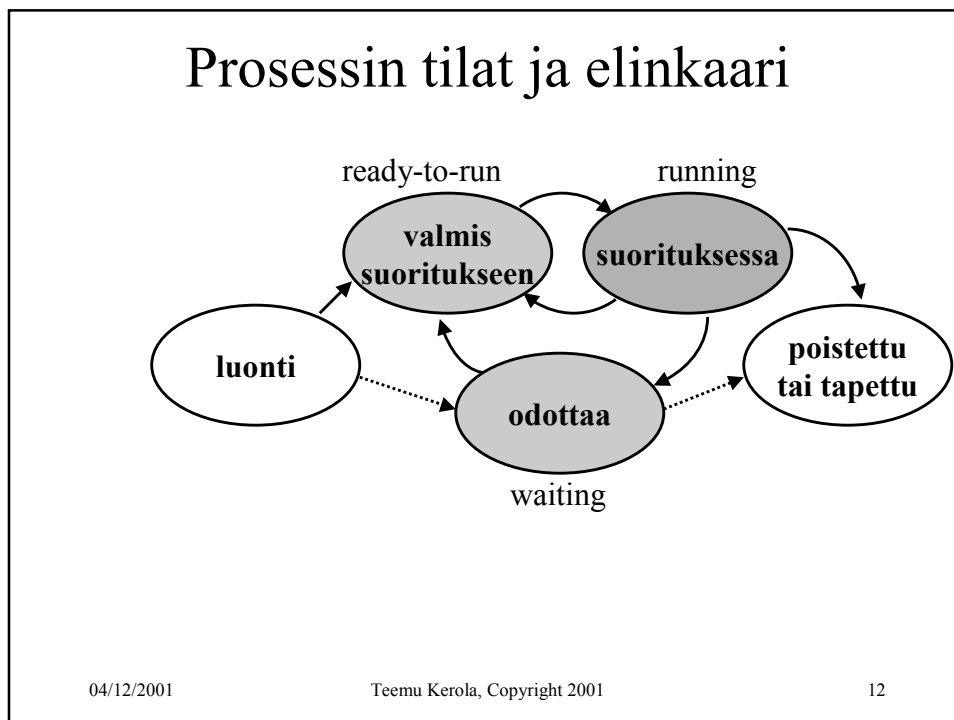 Prosessin tilat ja elinkaari
ready-to-run
running
valmis
suoritukseen
suorituksessa
luonti
odottaa
poistettu
tai tapettu
waiting
04/12/2001
Teemu Kerola, Copyright 2001
12